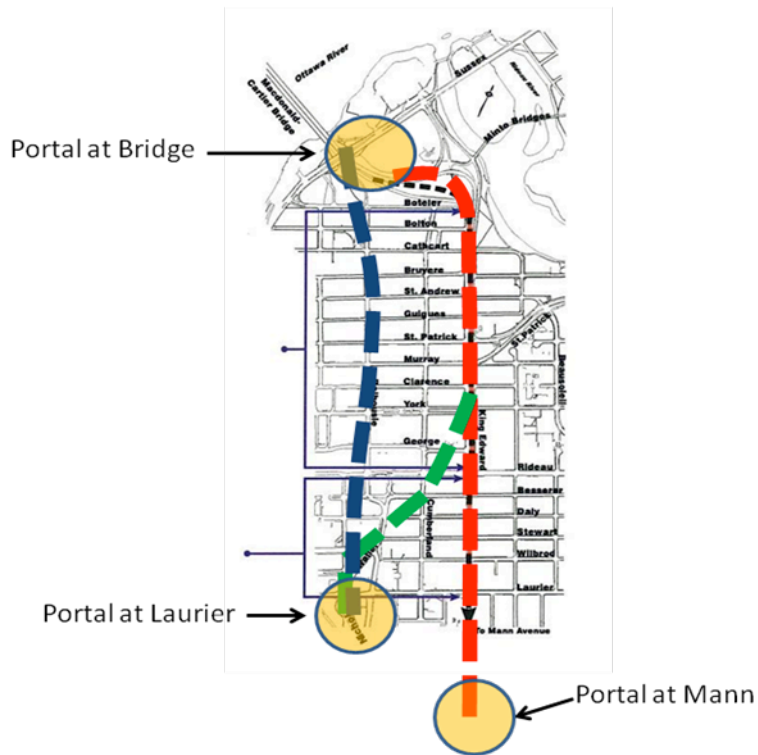 Ottawa River
Macdonald-
Cartier Bridge
Sussex
Rideau River
Minto Bridges
Portal at Bridge
Boteler
Bolton
Cathcart
Bruyere
St. Andrew
Guigues
St. Patrick
St. Patrick
Murray
Clarence
York
Beausoleil
King Edward
George
Rideau
Besserer
Daly
Cumberland
Stewart
Wilbrod
Laurier
Portal at Laurier
To Mann Avenue
Portal at Mann